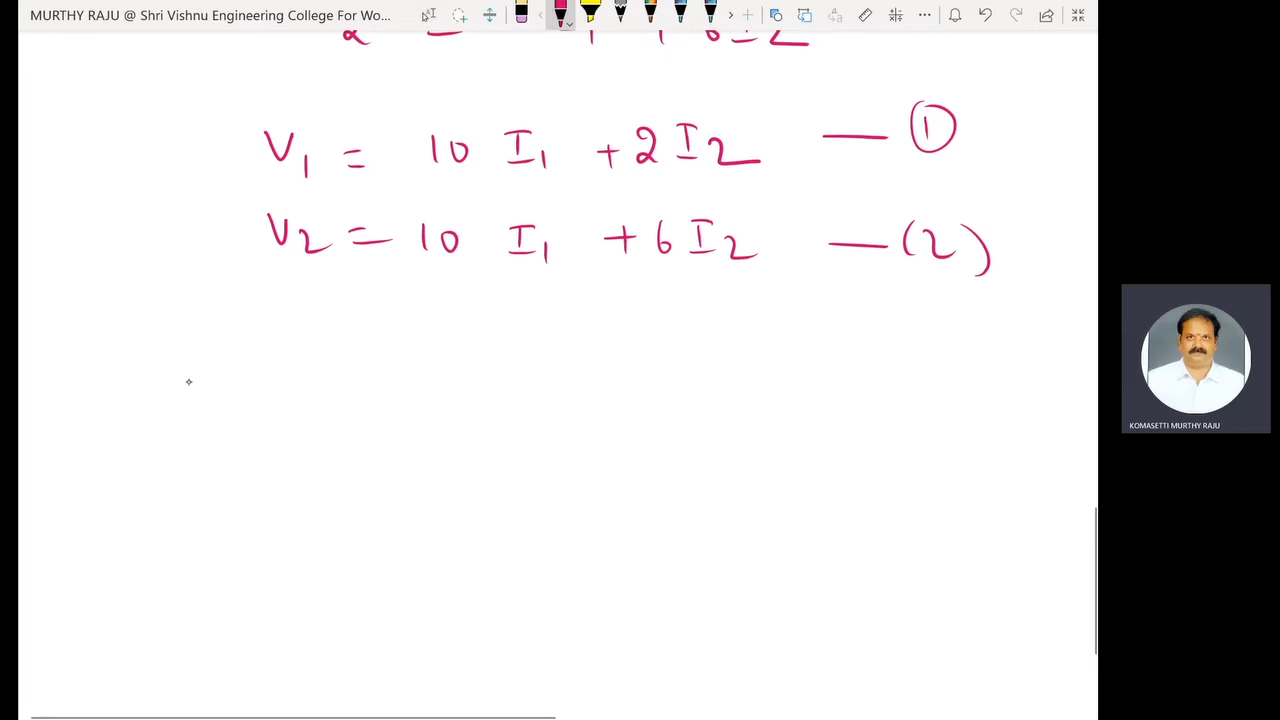 MURTHY RAJU @ Shri Vishnu Engineering College For Wo...
V1 = 10 I1 + 2 I2 — ①
V2 = 10 I1 + 6 I2 — (2)
KOMASETTI MURTHY RAJU